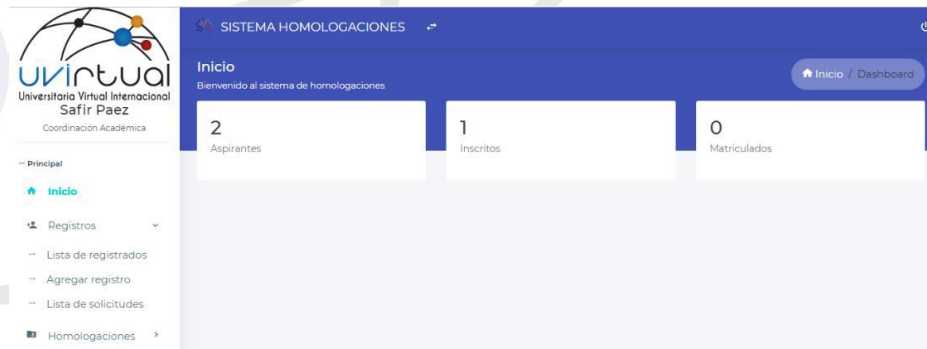 uvirtual
Universitaria Virtual Internacional
Safir Paez
Coordinación Académica
-- Principal
Inicio
Registros
Lista de registrados
Agregar registro
Lista de solicitudes
Homologaciones
SISTEMA HOMOLOGACIONES
Inicio
Bienvenido al sistema de homologaciones
Inicio / Dashboard
2
Aspirantes
1
Inscritos
0
Matriculados